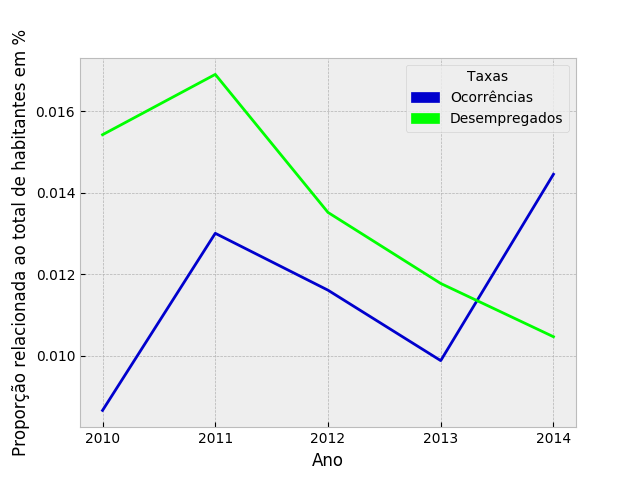 Proporção relacionada ao total de habitantes em %
Taxas
Ocorrências
Desempregados
0.016
0.014
0.012
0.010
2010 2011 2012 2013 2014
Ano